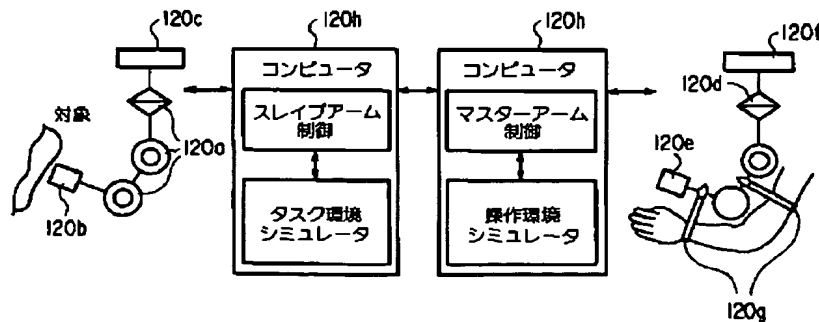 120c
120h
120h
120f
コンピュータ
コンピュータ
120d
対象
スレイブアーム
制御
マスターアーム
制御
120a
120e
120b
タスク環境
シミュレータ
操作環境
シミュレータ
120g